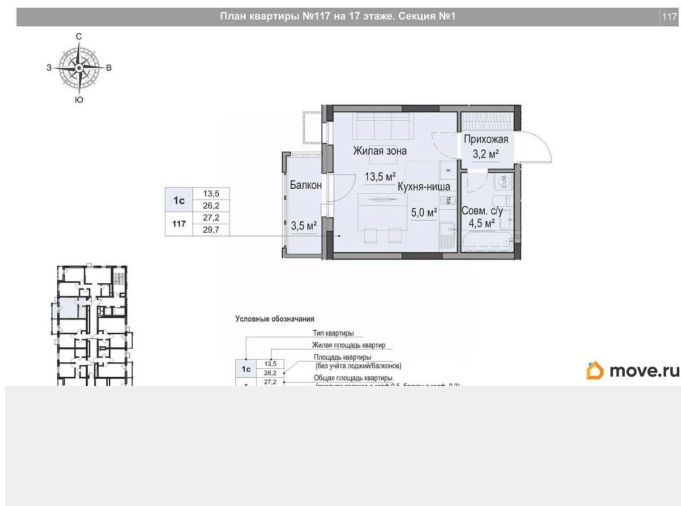 План квартиры №117 на 17 этаже. Секция №1
117
С
З
В
Ю
Прихожая
3,2 м²
Жилая зона
13,5 м²
Кухня-ниша
5,0 м²
Балкон
3,5 м²
Совм. с/у
4,5 м²
1с
13,5
26,2
117
27,2
29,7
Условные обозначания
Тип квартиры
Жилая площадь квартир
Площадь квартиры
(без учёта лоджий/балконов)
Общая площадь квартиры
1с
13,5
26,2
27,2
move.ru